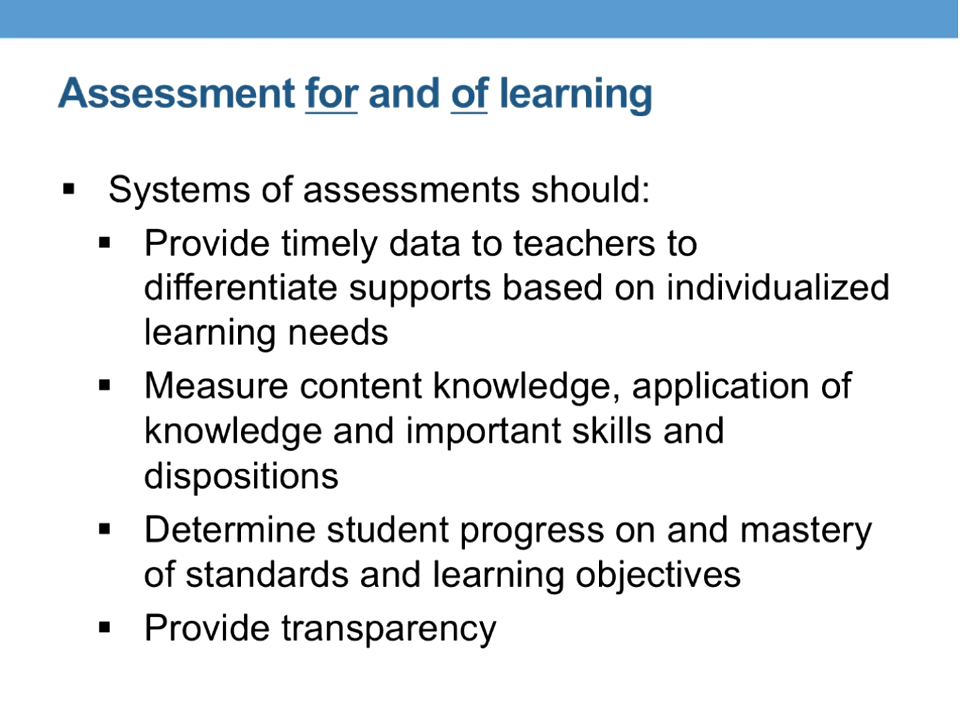 Assessment for and of learning
▪ Systems of assessments should:
▪ Provide timely data to teachers to
differentiate supports based on individualized
learning needs
▪ Measure content knowledge, application of
knowledge and important skills and
dispositions
▪ Determine student progress on and mastery
of standards and learning objectives
▪ Provide transparency